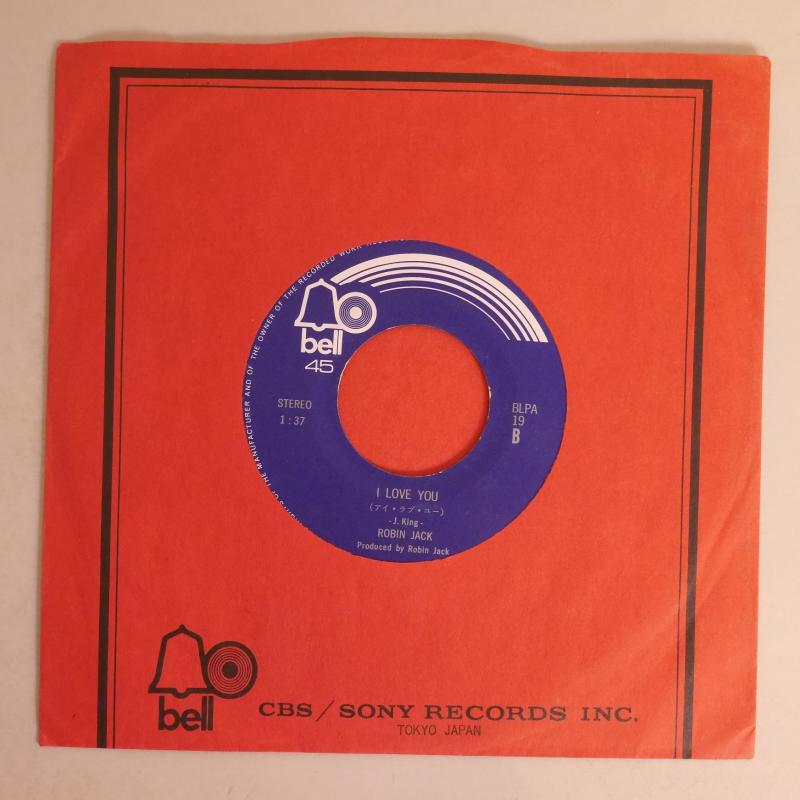 GHTS OF THE MANUFACTURER AND OF THE OWNER OF THE RECORDED WORK
bell
45
STEREO
1:37
BLPA
19
B
I LOVE YOU
(アイ・ラブ・ユー)
- J. King -
ROBIN JACK
Produced by Robin Jack
bell
CBS/SONY RECORDS INC.
TOKYO JAPAN